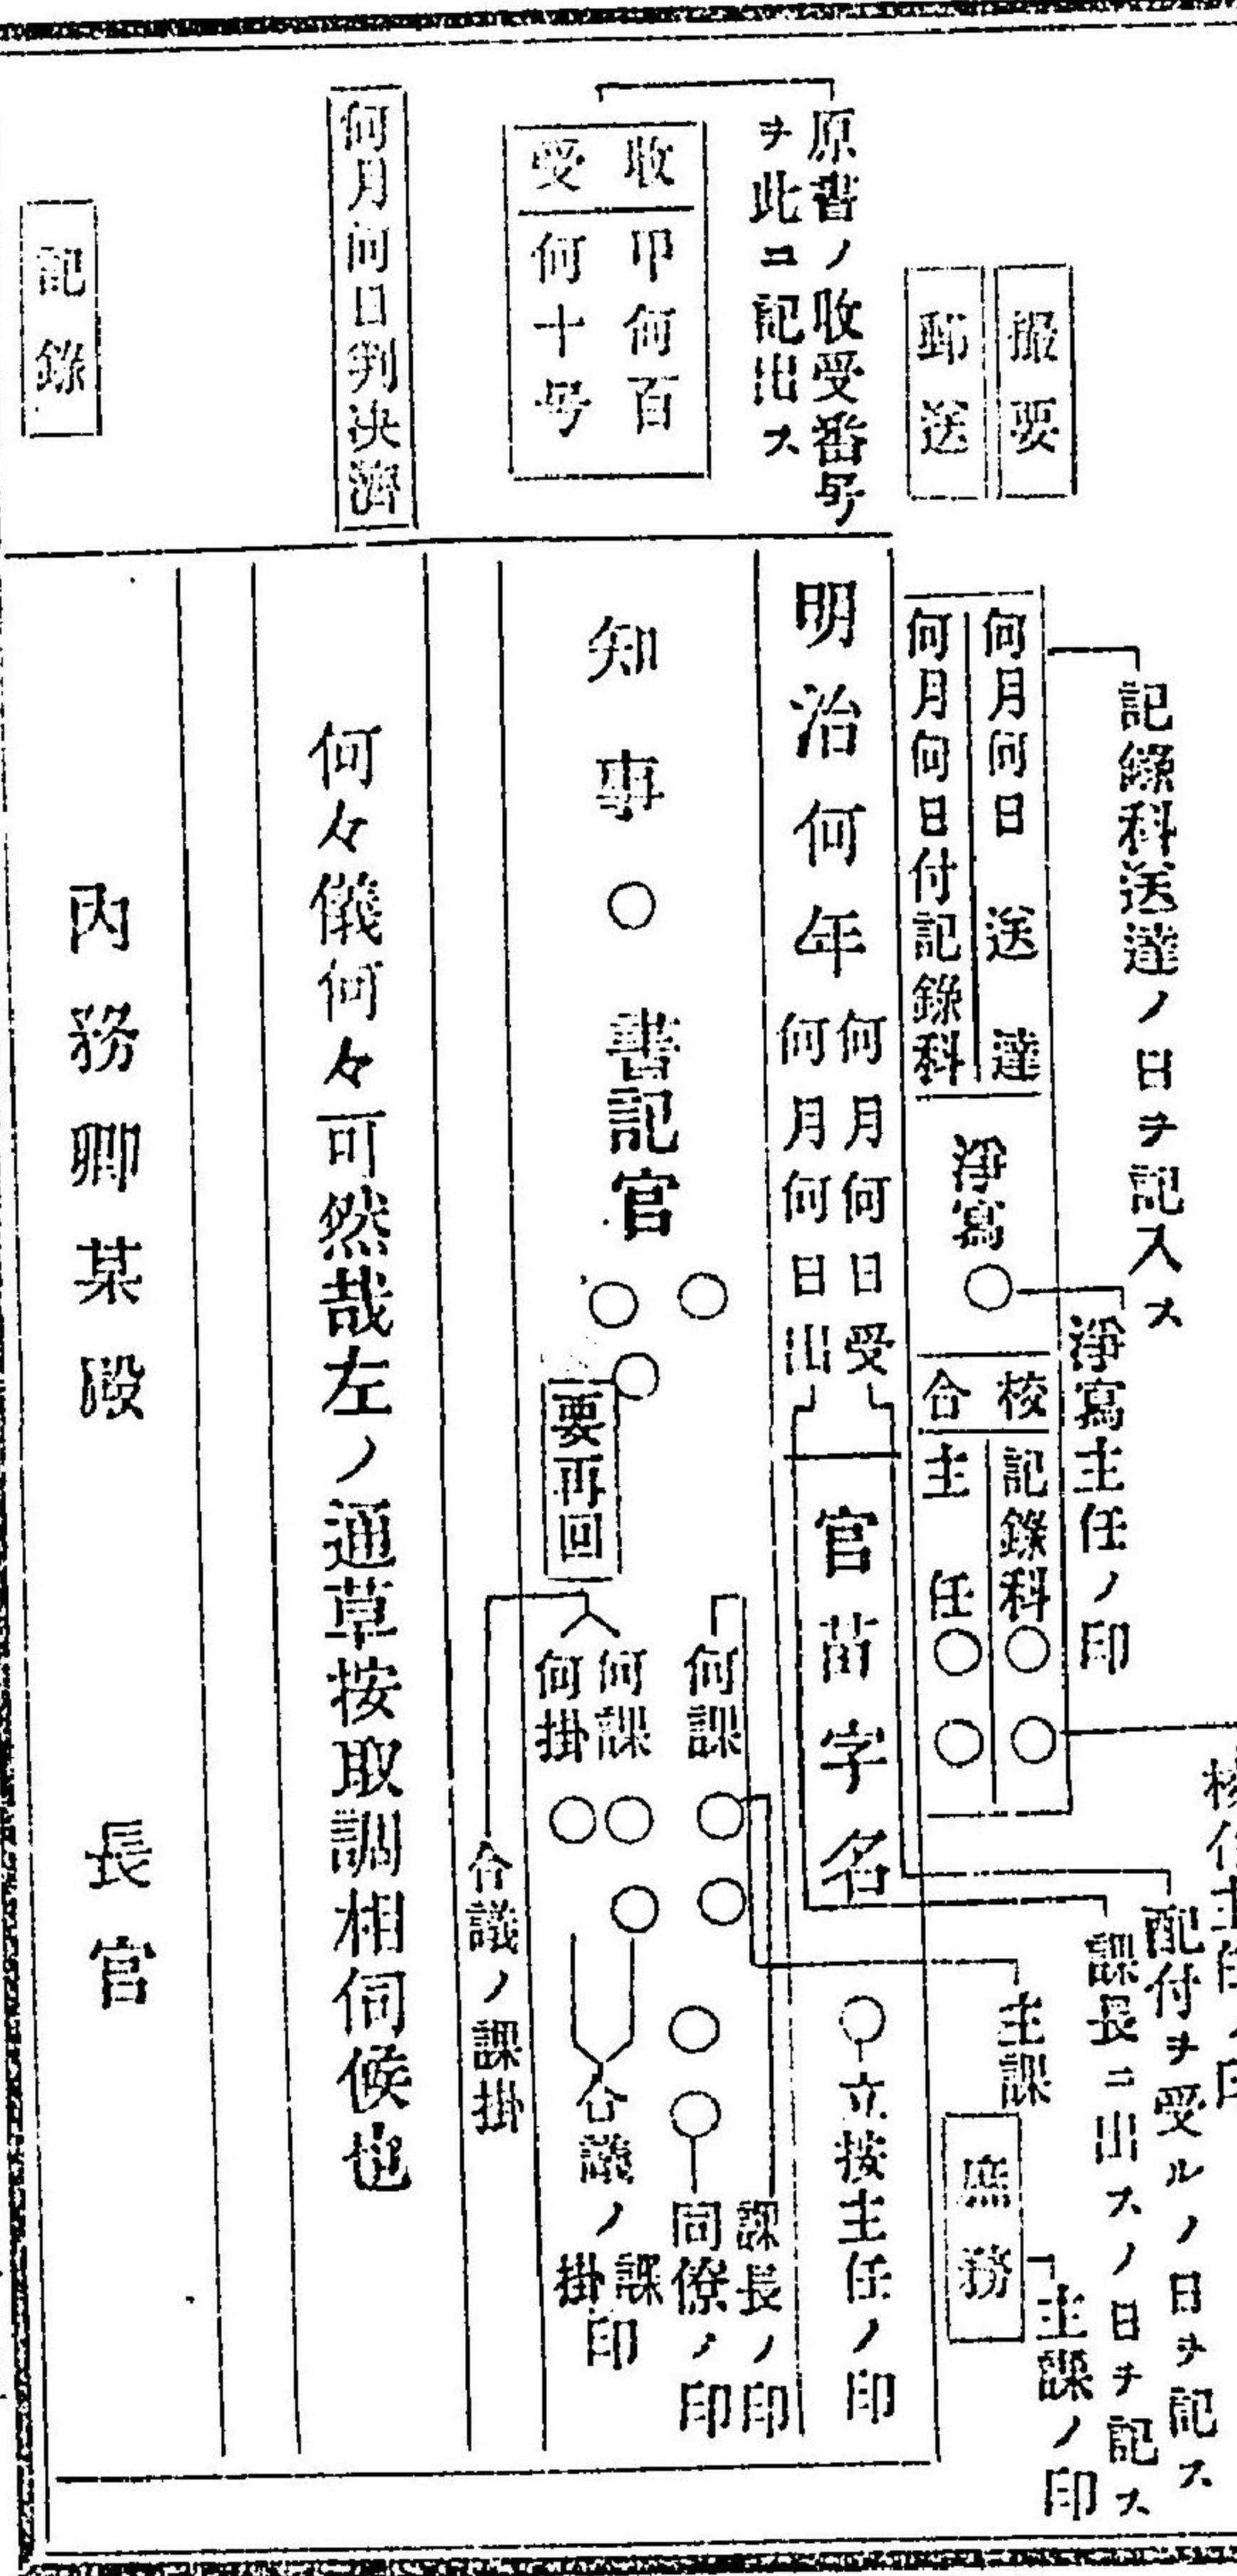 記錄科送達ノ日ヲ記入ス
淨寫主任ノ印
配付ヲ受ルノ日ヲ記ス
課長ニ出スノ日ヲ記ス
主課ノ印
主課
庶務
撮要
郵送
何月何日 送達
何月何日付記錄科
淨寫○
校 記錄科○○
合 主任○○
原書ノ收受番号
ヲ此ニ記出ス
收 甲何百
受 何十号
明治何年 何月何日受
何月何日出
官苗字名
○立按主任ノ印
知事○ 書記官○○○
要再回
何課○○
課長ノ印
○○同僚ノ印
何課○○
何掛○
合議ノ課掛印
合議ノ課掛
何月何日判決濟
何々儀何々可然哉左ノ通草按取調相伺候也
記錄
內務卿某殿 長官